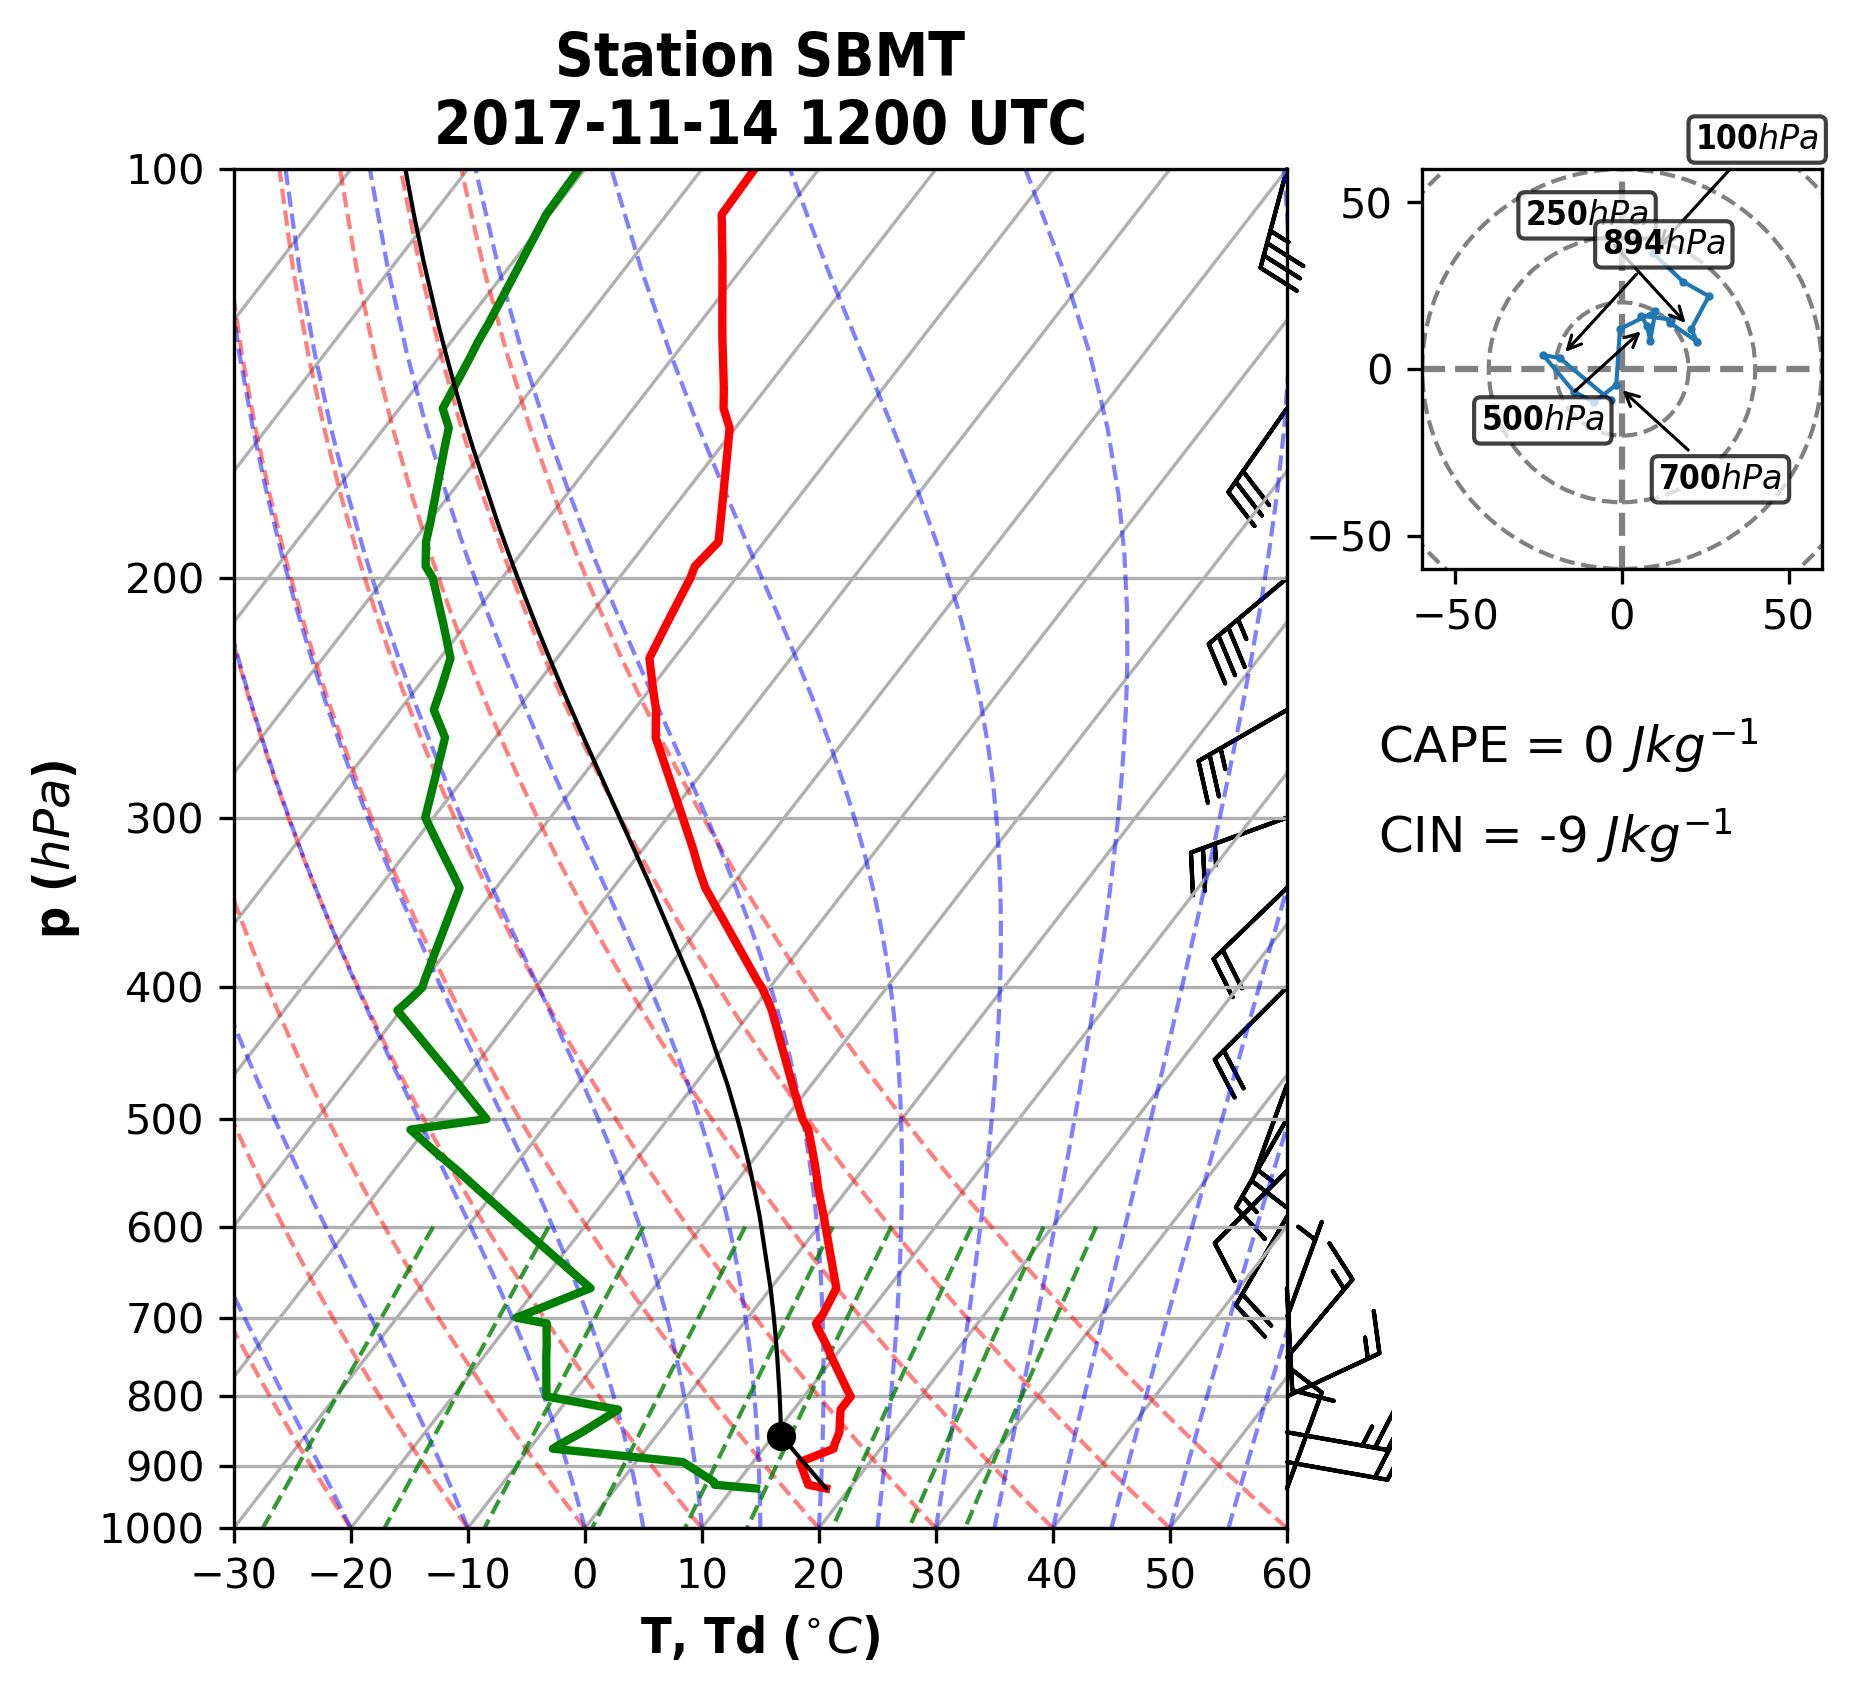 Station SBMT
2017-11-14 1200 UTC
100
200
300
400
500
600
700
800
900
1000
p (hPa)
−30 −20 −10 0 10 20 30 40 50 60
T, Td (°C)
100hPa
250hPa
894hPa
500hPa
700hPa
50
0
−50
−50 0 50
CAPE = 0 Jkg⁻¹
CIN = -9 Jkg⁻¹